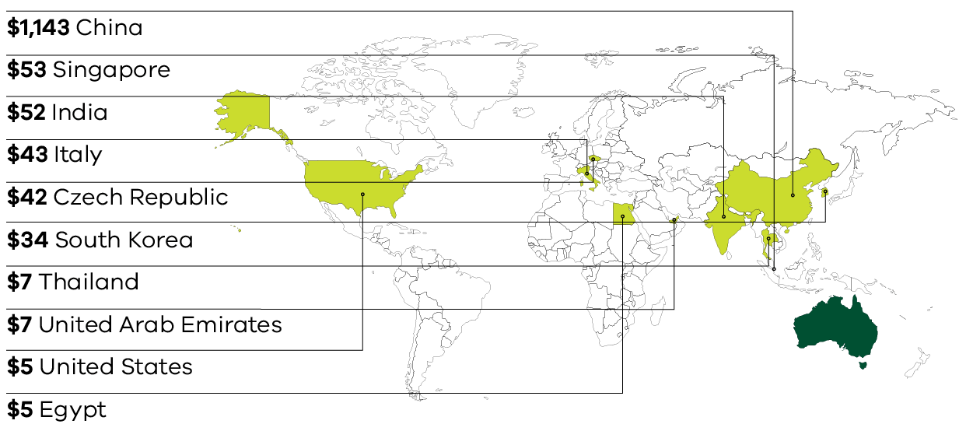 $1,143 China
$53 Singapore
$52 India
$43 Italy
$42 Czech Republic
$34 South Korea
$7 Thailand
$7 United Arab Emirates
$5 United States
$5 Egypt